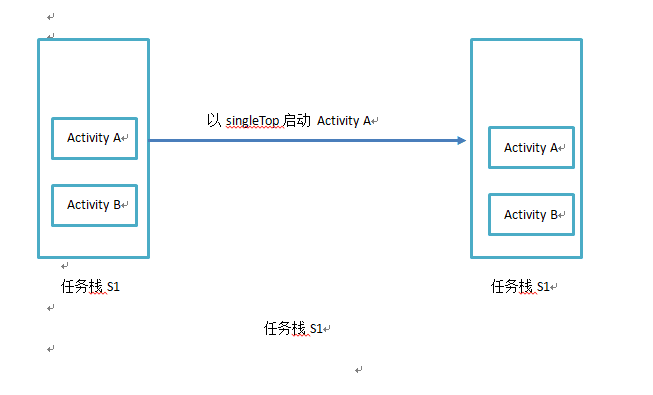 以 singleTop 启动 Activity A
Activity A
Activity A
Activity B
Activity B
任务栈 S1
任务栈 S1
任务栈 S1